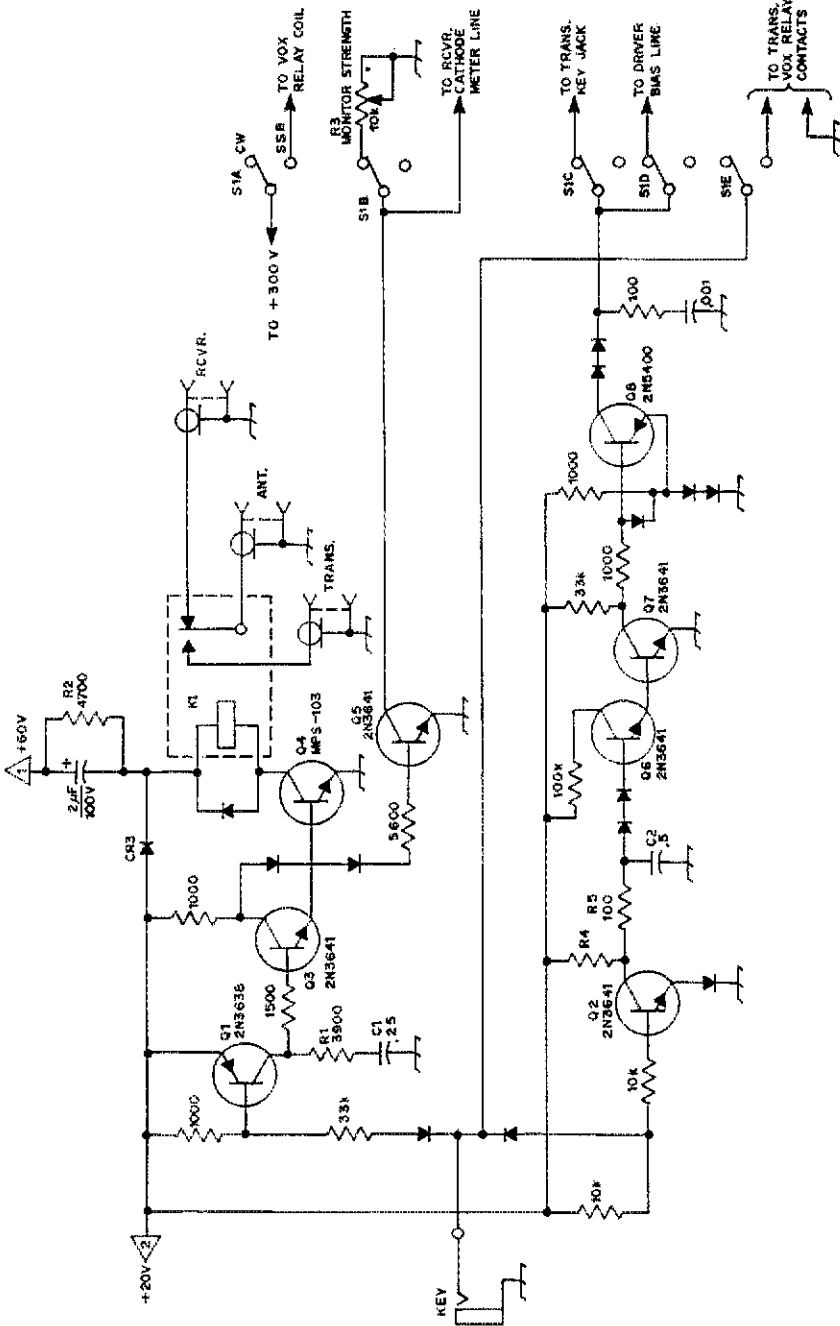 +20V
2
KEY
1000
33k
10k
Q1
2N3638
1500
R1
3900
C1
.25
Q2
2N3641
10k
1000
Q3
2N3641
CR3
2µF
100V
+
R2
4700
1
+60V
K1
Q4
MPS-103
5600
Q5
2N3641
TRANS.
ANT.
RCVR.
TO +300V
S1A
CW
SSB
TO VOX
RELAY COIL
R3
MONITOR STRENGTH
10k
S1B
TO RCVR.
CATHODE
METER LINE
R4
R5
100
C2
.5
100k
Q6
2N3641
33k
Q7
2N3641
1000
1000
Q8
2N5400
100
.001
S1C
TO TRANS.
KEY JACK
S1D
TO DRIVER
BIAS LINE
S1E
TO TRANS.
VOX RELAY
CONTACTS